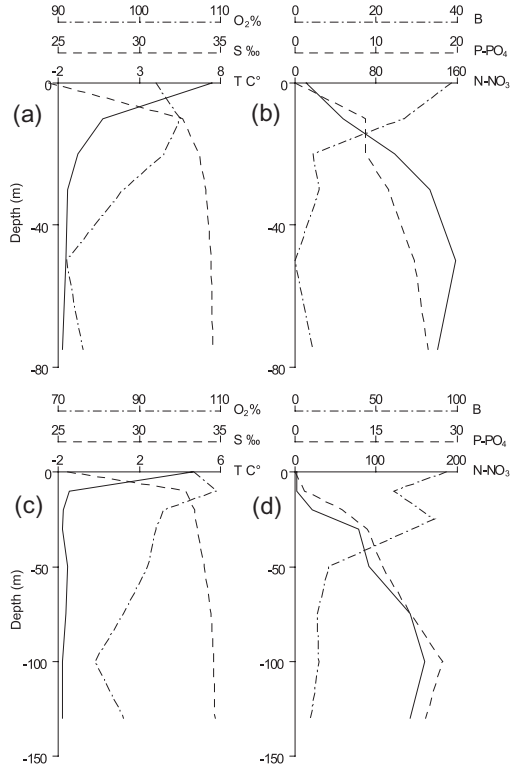 90 100 110
O₂%
25 30 35
S ‰
-2 3 8
T C°
0
-40
-80
Depth (m)
(a)
0 20 40
B
0 10 20
P-PO₄
0 80 160
N-NO₃
0
-40
-80
(b)
70 90 110
O₂%
25 30 35
S ‰
-2 2 6
T C°
0
-50
-100
-150
Depth (m)
(c)
0 50 100
B
0 15 30
P-PO₄
0 100 200
N-NO₃
0
-50
-100
-150
(d)